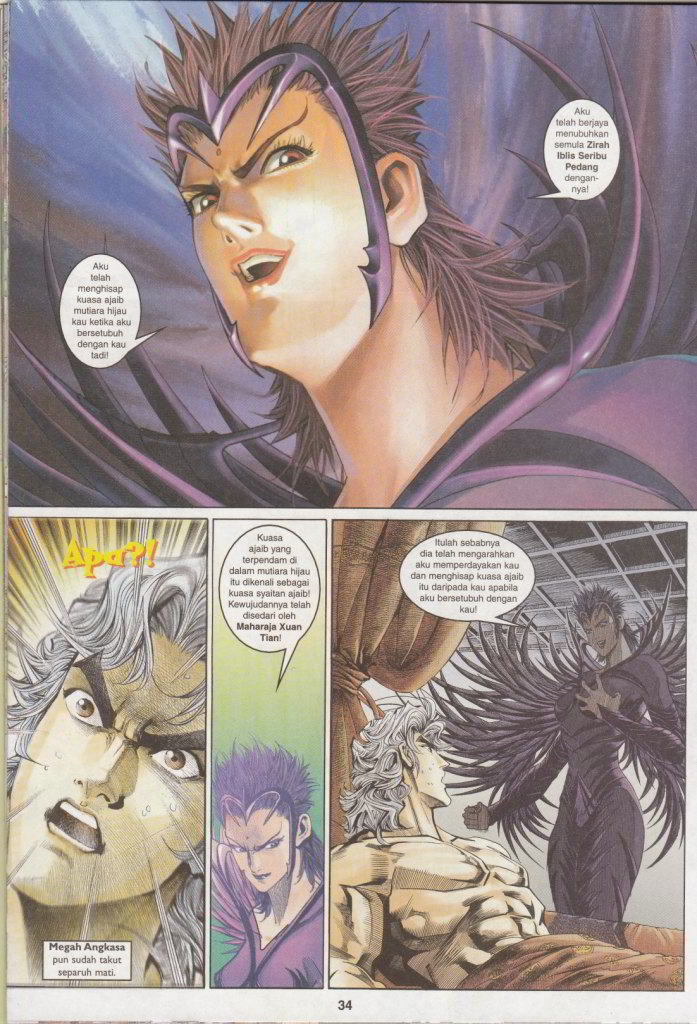 Aku
telah berjaya
menubuhkan
semula Zirah
Iblis Seribu
Pedang
dengan-
nya!
Aku
telah
menghisap
kuasa ajaib
mutiara hijau
kau ketika aku
bersetubuh
dengan kau
tadi!
Apa?!
Megah Angkasa
pun sudah takut
separuh mati.
Kuasa
ajaib yang
terpendam di
dalam mutiara hijau
itu dikenali sebagai
kuasa syaitan ajaib!
Kewujudannya telah
disedari oleh
Maharaja Xuan
Tian!
Itulah sebabnya
dia telah mengarahkan
aku memperdayakan kau
dan menghisap kuasa ajaib
itu daripada kau apabila
aku bersetubuh dengan
kau!
34